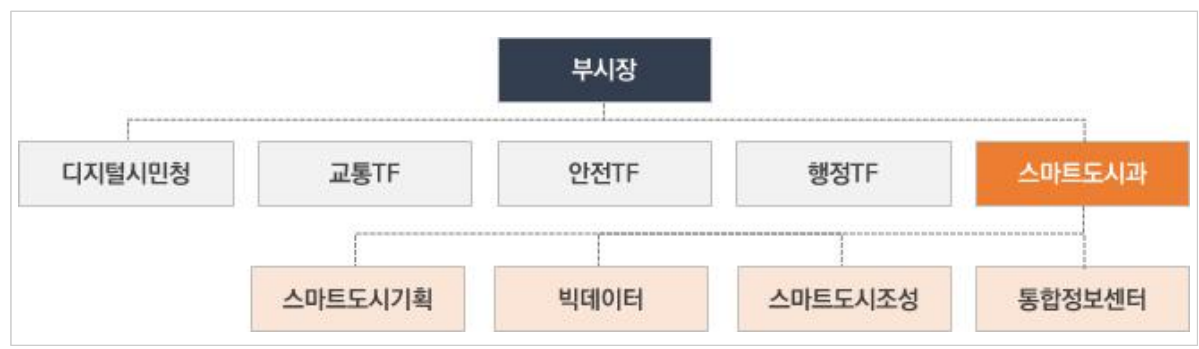 부시장
디지털시민청
교통TF
안전TF
행정TF
스마트도시과
스마트도시기획
빅데이터
스마트도시조성
통합정보센터